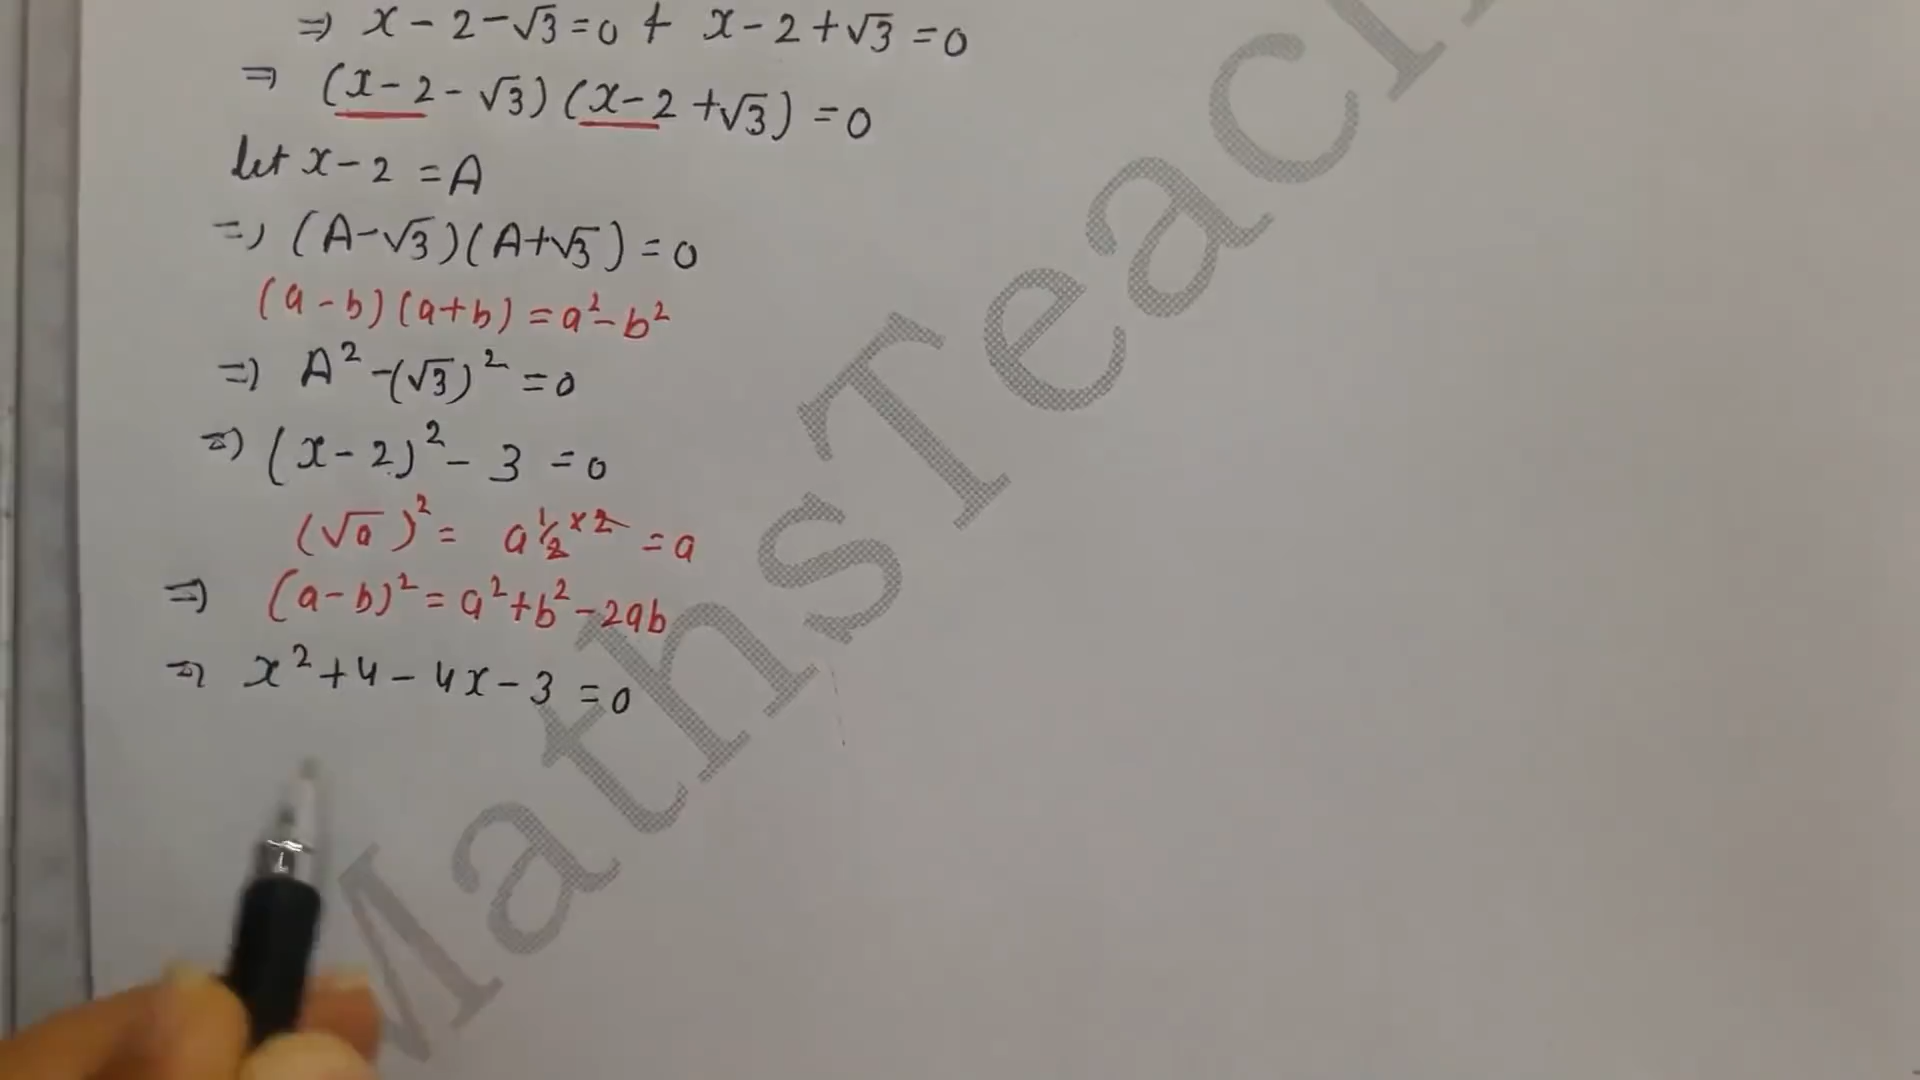 ⇒ x - 2 - √3 = 0 + x - 2 + √3 = 0
⇒ (x - 2 - √3) (x - 2 + √3) = 0
let x - 2 = A
⇒ (A - √3) (A + √3) = 0
(a - b) (a + b) = a² - b²
⇒ A² - (√3)² = 0
⇒ (x - 2)² - 3 = 0
(√a)² = a^½ × 2 = a
⇒ (a - b)² = a² + b² - 2ab
⇒ x² + 4 - 4x - 3 = 0
MathsTeach